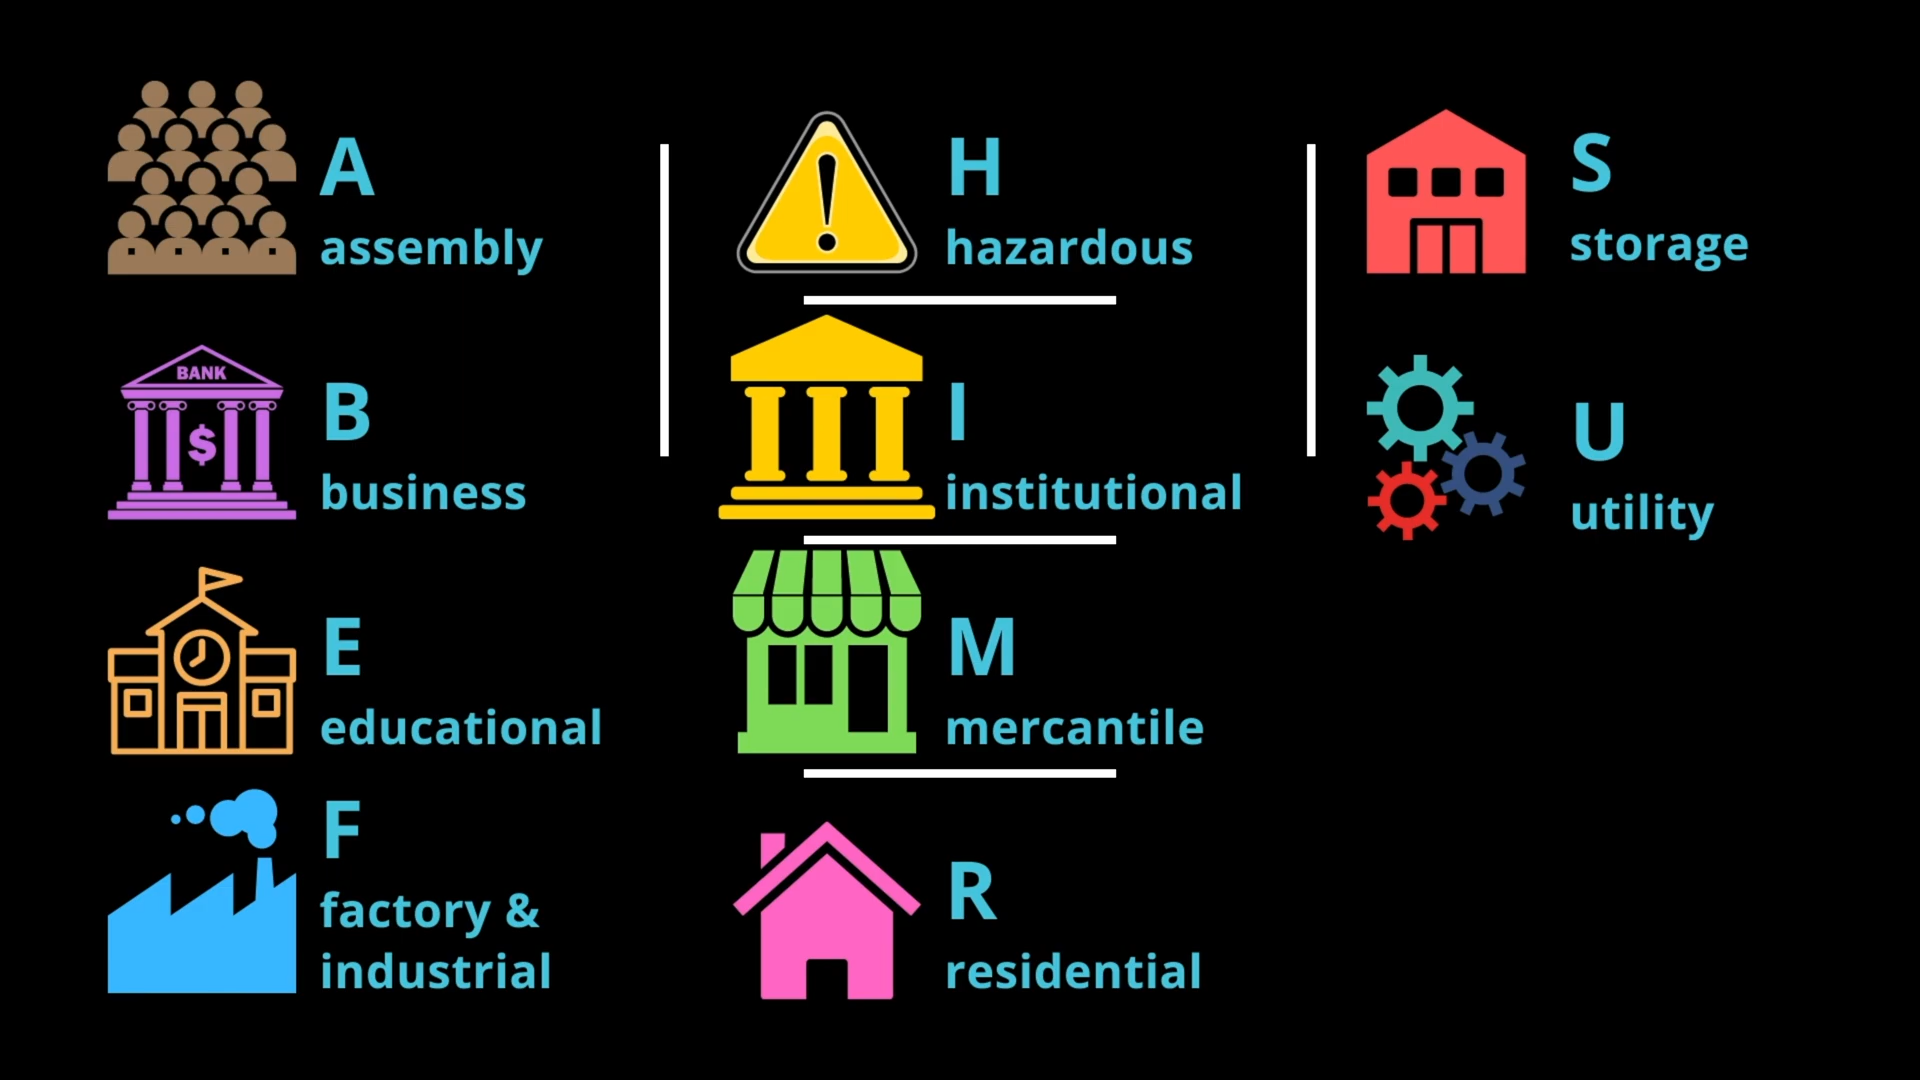 A
assembly
BANK
$
B
business
E
educational
F
factory &
industrial
H
hazardous
I
institutional
M
mercantile
R
residential
S
storage
U
utility